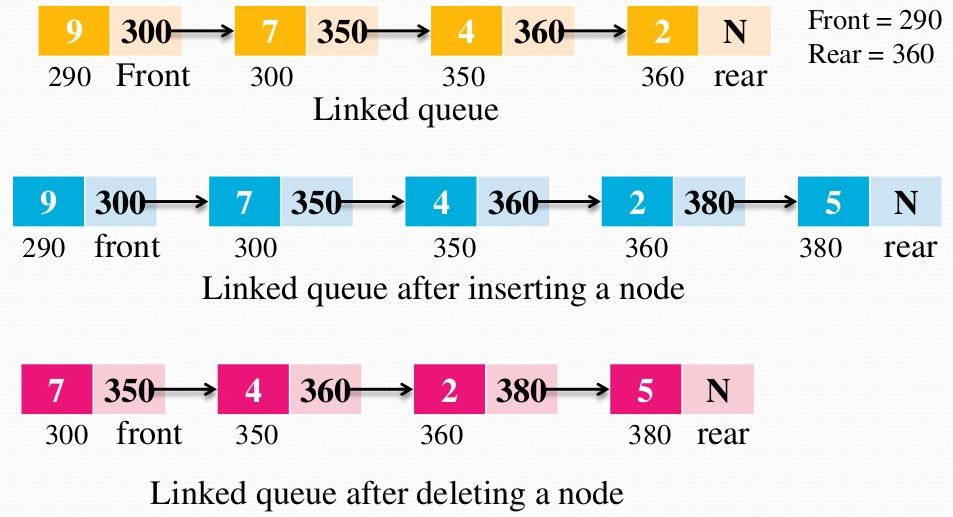 9 300 7 350 4 360 2 N
Front = 290
Rear = 360
290 Front 300 350 360 rear
Linked queue
9 300 7 350 4 360 2 380 5 N
290 front 300 350 360 380 rear
Linked queue after inserting a node
7 350 4 360 2 380 5 N
300 front 350 360 380 rear
Linked queue after deleting a node